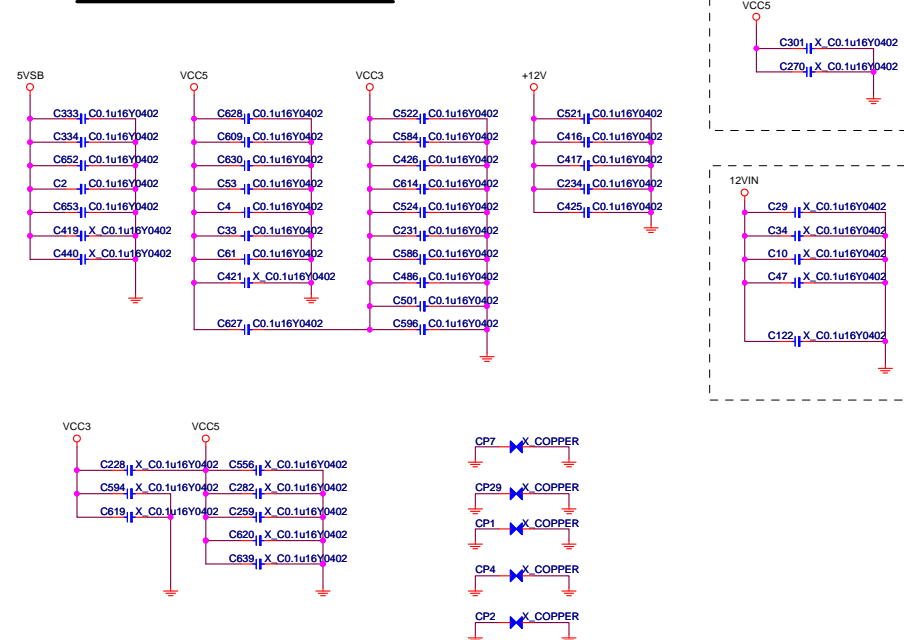 VCC5
C301 X_C0.1u16Y0402
C270 X_C0.1u16Y0402
5VSB
C333 C0.1u16Y0402
C334 C0.1u16Y0402
C652 C0.1u16Y0402
C2 C0.1u16Y0402
C653 C0.1u16Y0402
C419 X_C0.1u16Y0402
C440 X_C0.1u16Y0402
VCC5
C628 C0.1u16Y0402
C609 C0.1u16Y0402
C630 C0.1u16Y0402
C53 C0.1u16Y0402
C4 C0.1u16Y0402
C33 C0.1u16Y0402
C61 C0.1u16Y0402
C421 X_C0.1u16Y0402
C627 C0.1u16Y0402
VCC3
C522 C0.1u16Y0402
C584 C0.1u16Y0402
C426 C0.1u16Y0402
C614 C0.1u16Y0402
C524 C0.1u16Y0402
C231 C0.1u16Y0402
C586 C0.1u16Y0402
C486 C0.1u16Y0402
C501 C0.1u16Y0402
C596 C0.1u16Y0402
+12V
C521 C0.1u16Y0402
C416 C0.1u16Y0402
C417 C0.1u16Y0402
C234 C0.1u16Y0402
C425 C0.1u16Y0402
12VIN
C29 X_C0.1u16Y0402
C34 X_C0.1u16Y0402
C10 X_C0.1u16Y0402
C47 X_C0.1u16Y0402
C122 X_C0.1u16Y0402
VCC3
C228 X_C0.1u16Y0402
C594 X_C0.1u16Y0402
C619 X_C0.1u16Y0402
VCC5
C556 X_C0.1u16Y0402
C282 X_C0.1u16Y0402
C259 X_C0.1u16Y0402
C620 X_C0.1u16Y0402
C639 X_C0.1u16Y0402
CP7 X_COPPER
CP29 X_COPPER
CP1 X_COPPER
CP4 X_COPPER
CP2 X_COPPER